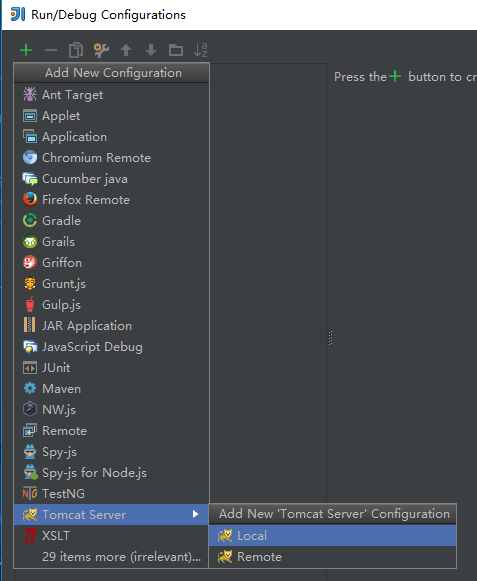 Run/Debug Configurations
Add New Configuration
Press the + button to cr
Ant Target
Applet
Application
Chromium Remote
Cucumber java
Firefox Remote
Gradle
Grails
Griffon
Grunt.js
Gulp.js
JAR Application
JavaScript Debug
JUnit
Maven
NW.js
Remote
Spy-js
Spy-js for Node.js
TestNG
Tomcat Server
Add New 'Tomcat Server' Configuration
XSLT
Local
29 items more (irrelevant)...
Remote